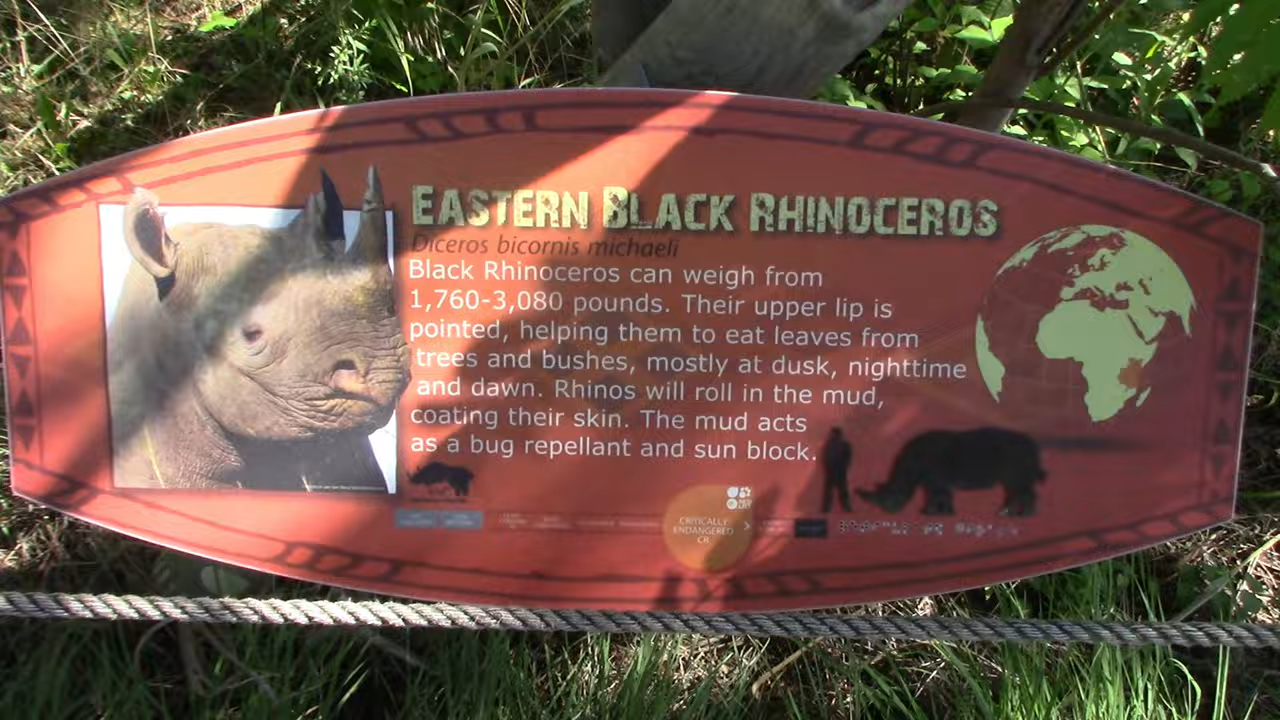 EASTERN BLACK RHINOCEROS
Diceros bicornis michaeli
Black Rhinoceros can weigh from
1,760-3,080 pounds. Their upper lip is
pointed, helping them to eat leaves from
trees and bushes, mostly at dusk, nighttime
and dawn. Rhinos will roll in the mud,
coating their skin. The mud acts
as a bug repellant and sun block.
CRITICALLY
ENDANGERED
CR